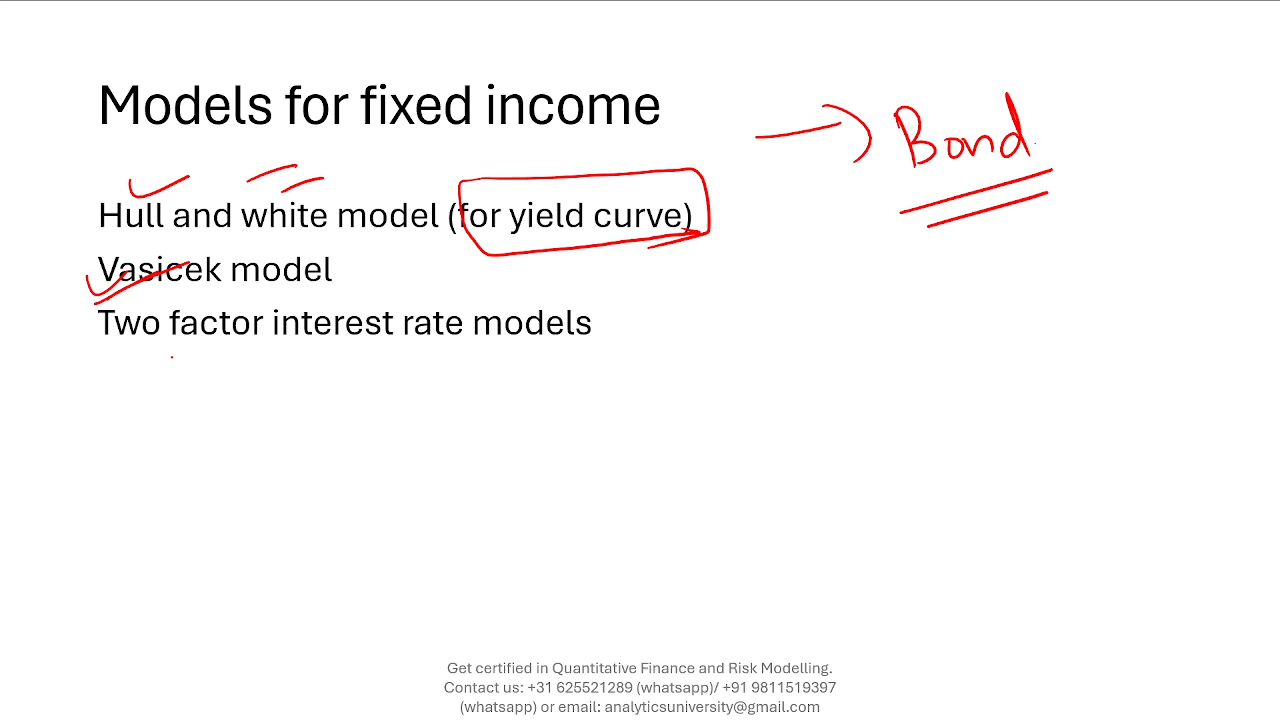 Models for fixed income
Bond
Hull and white model (for yield curve)
Vasicek model
Two factor interest rate models
Get certified in Quantitative Finance and Risk Modelling.
Contact us: +31 625521289 (whatsapp)/ +91 9811519397
(whatsapp) or email: analyticsuniversity@gmail.com